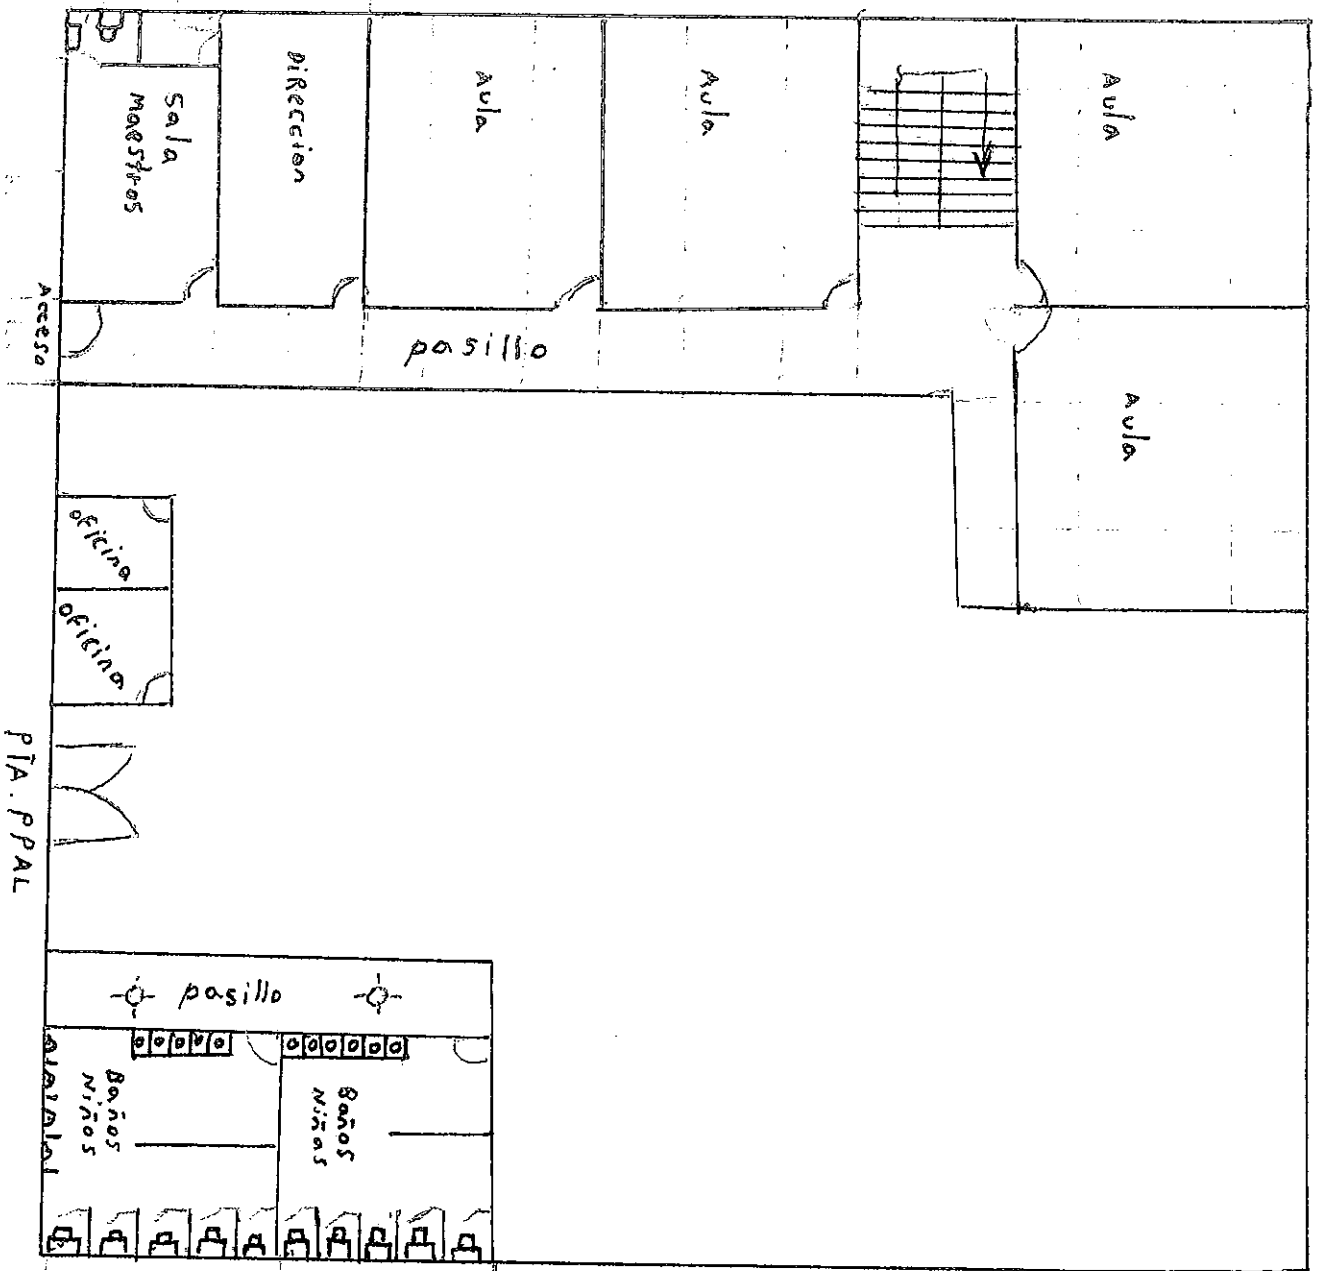 Sala
Maestros
Direccion
Aula
Aula
Aula
Acceso
pasillo
Aula
oficina
oficina
PTA. PPAL
pasillo
Baños
Niños
Baños
Niñas